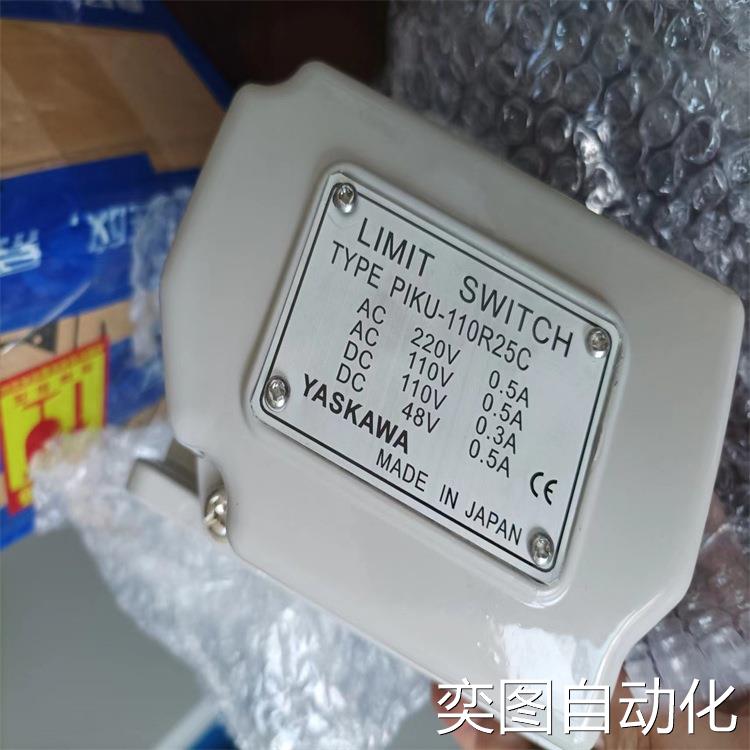 LIMIT SWITCH
TYPE PIKU-110R25C
AC 220V 0.5A
AC 110V 0.5A
DC 110V 0.3A
DC 48V 0.5A
YASKAWA CE
MADE IN JAPAN
奕图自动化